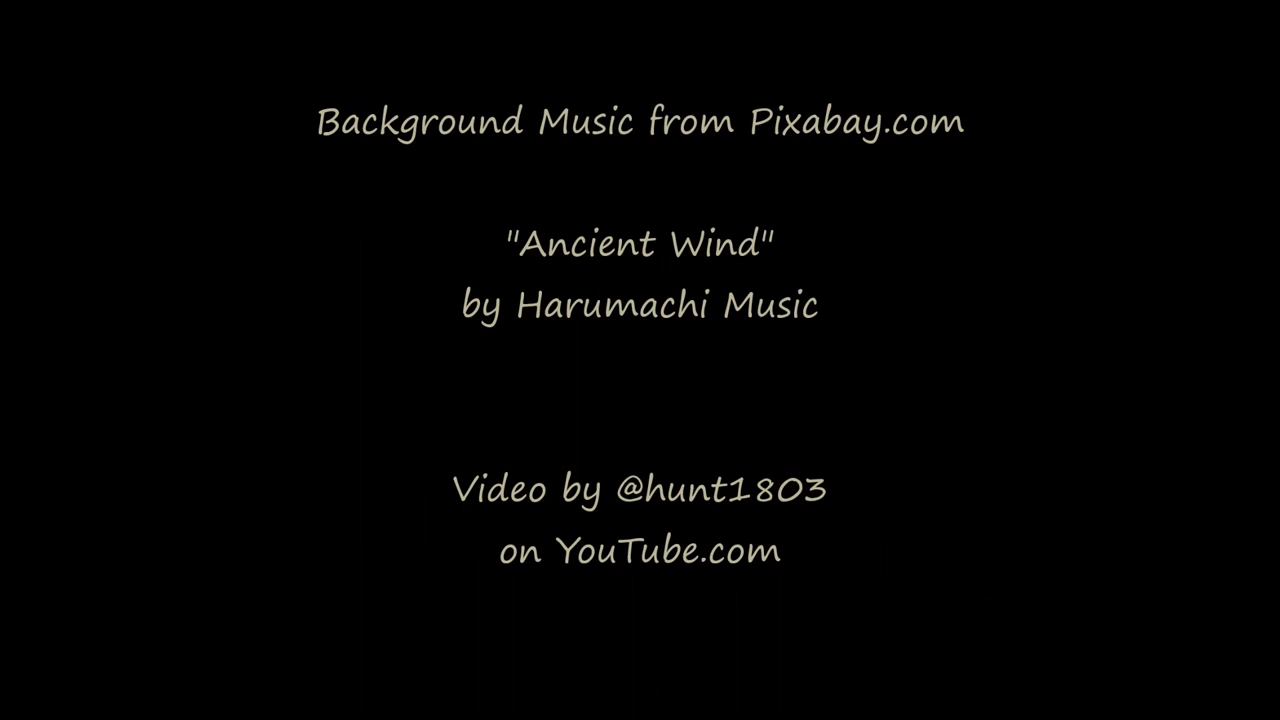 Background Music from Pixabay.com
"Ancient Wind"
by Harumachi Music
Video by @hunt1803
on YouTube.com